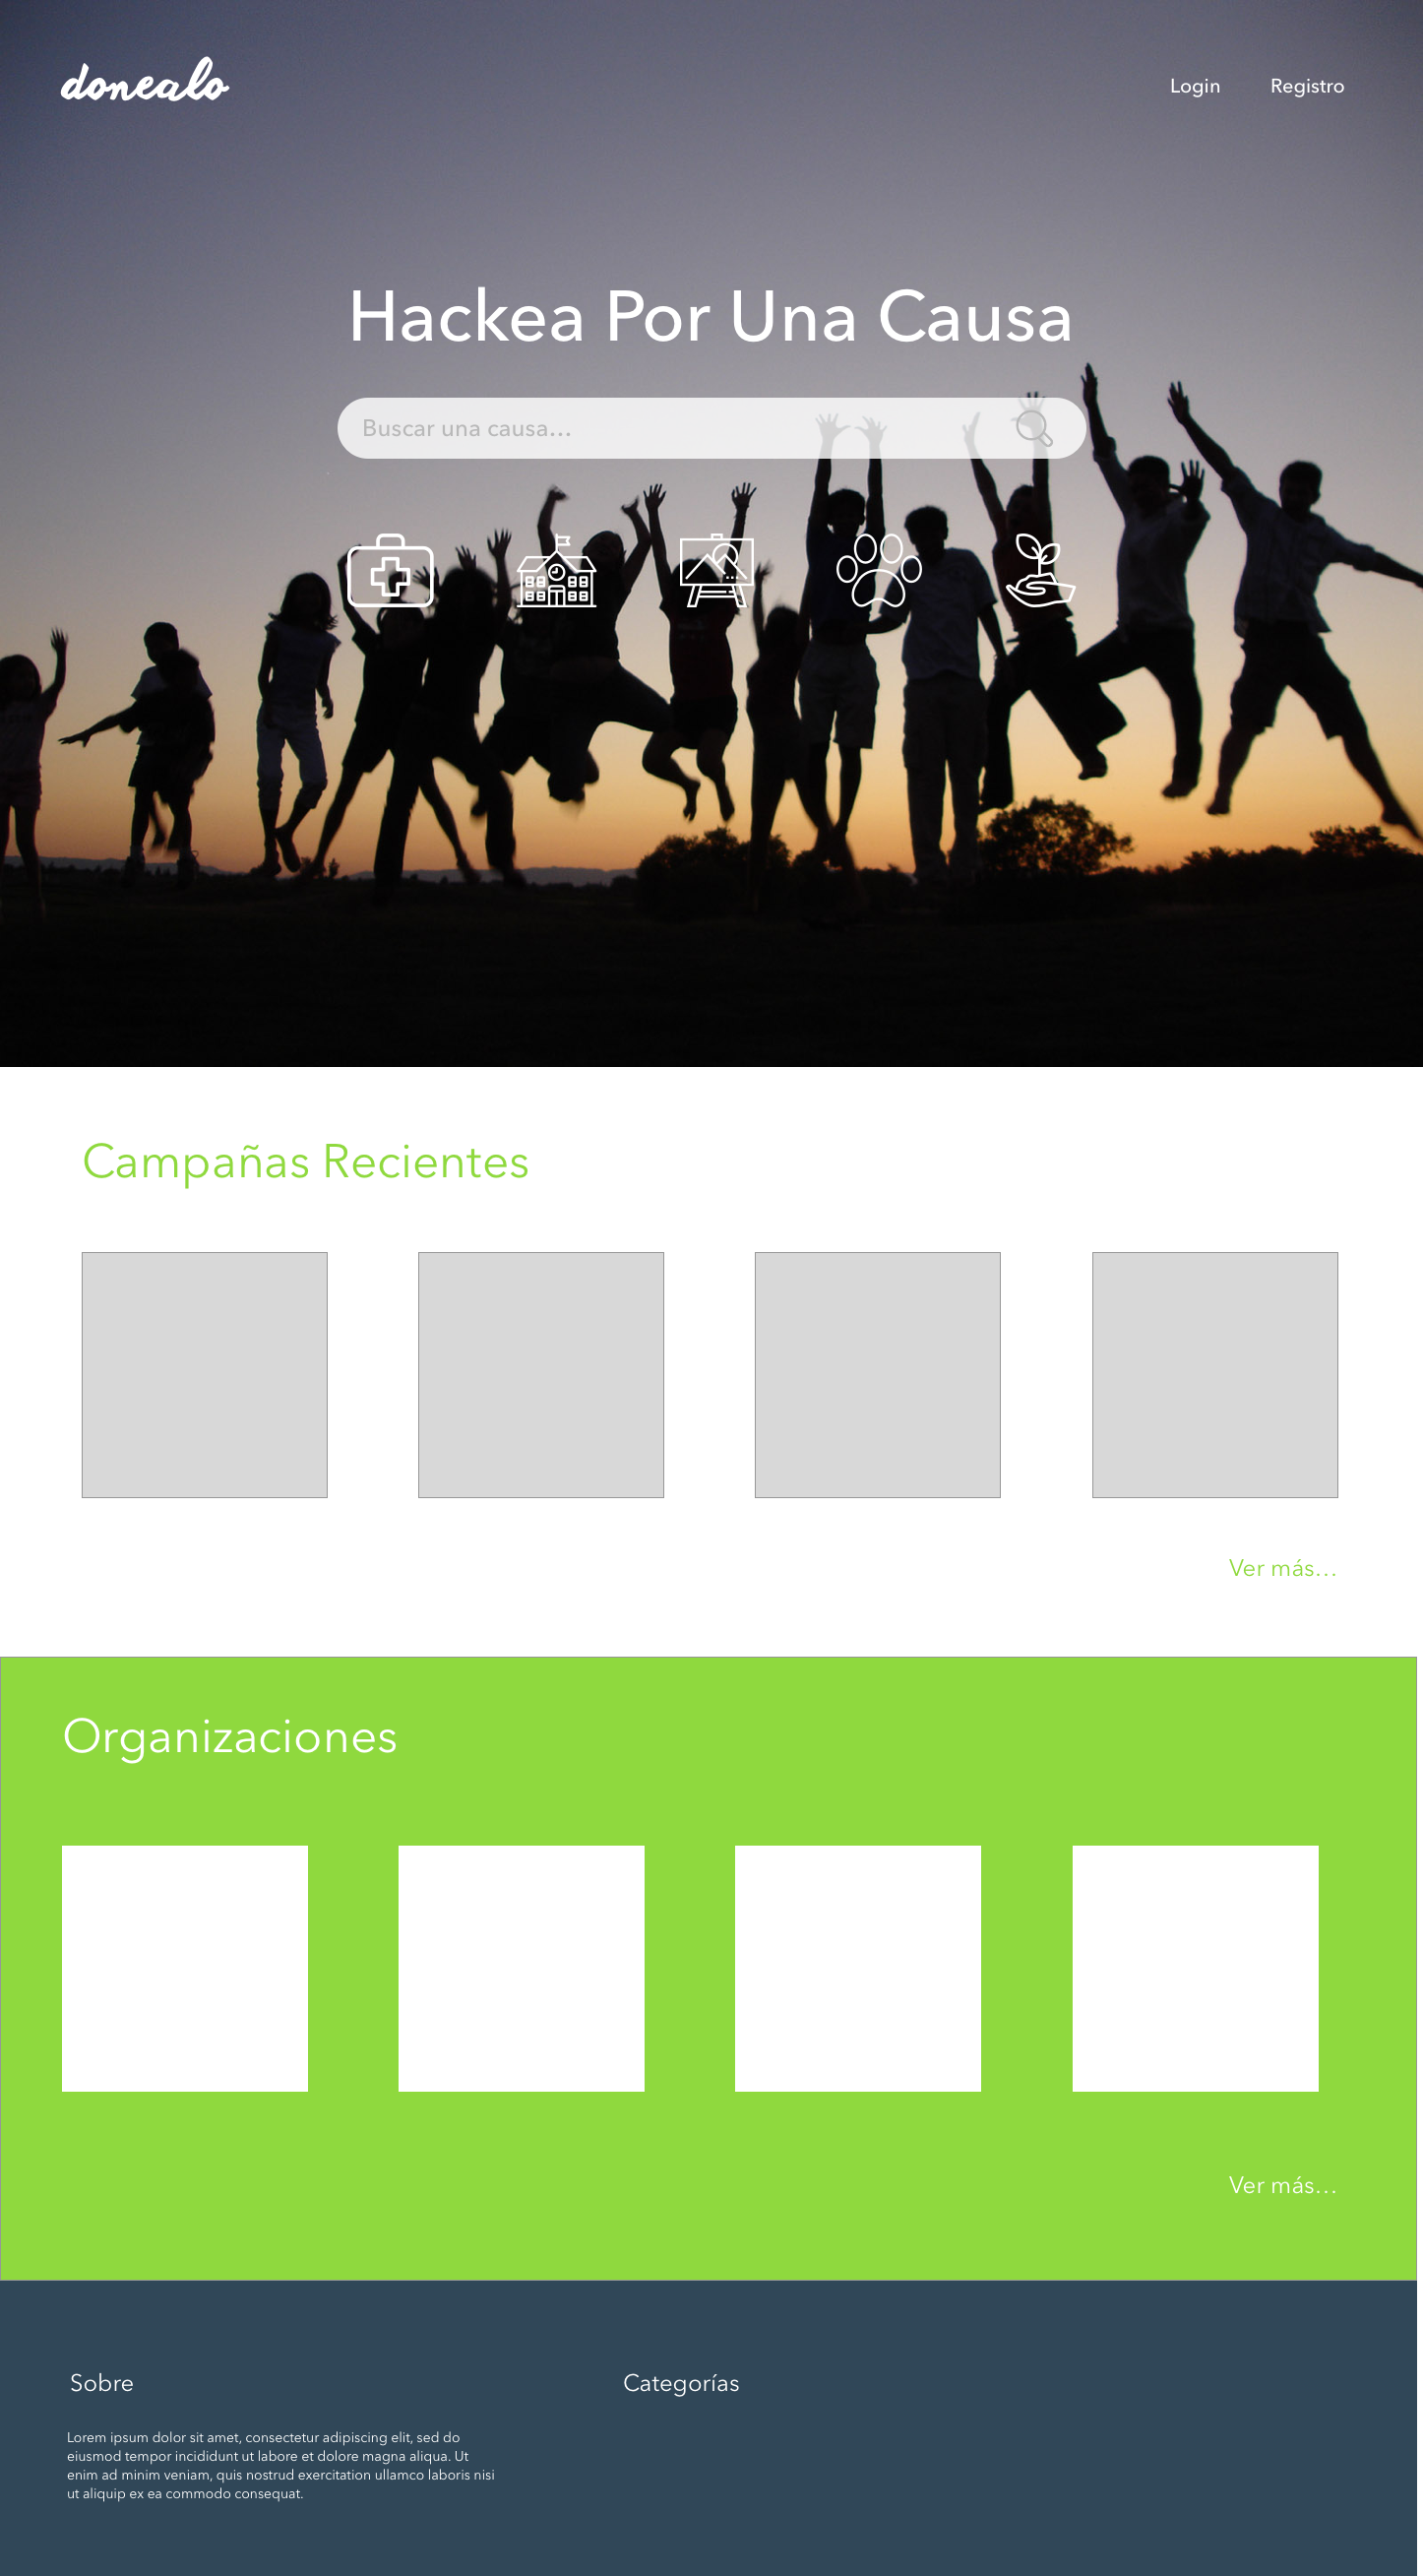 donealo
Login Registro
Hackea Por Una Causa
Buscar una causa...
Campañas Recientes
Ver más...
Organizaciones
Ver más...
Sobre
Categorías
Lorem ipsum dolor sit amet, consectetur adipiscing elit, sed do
eiusmod tempor incididunt ut labore et dolore magna aliqua. Ut
enim ad minim veniam, quis nostrud exercitation ullamco laboris nisi
ut aliquip ex ea commodo consequat.